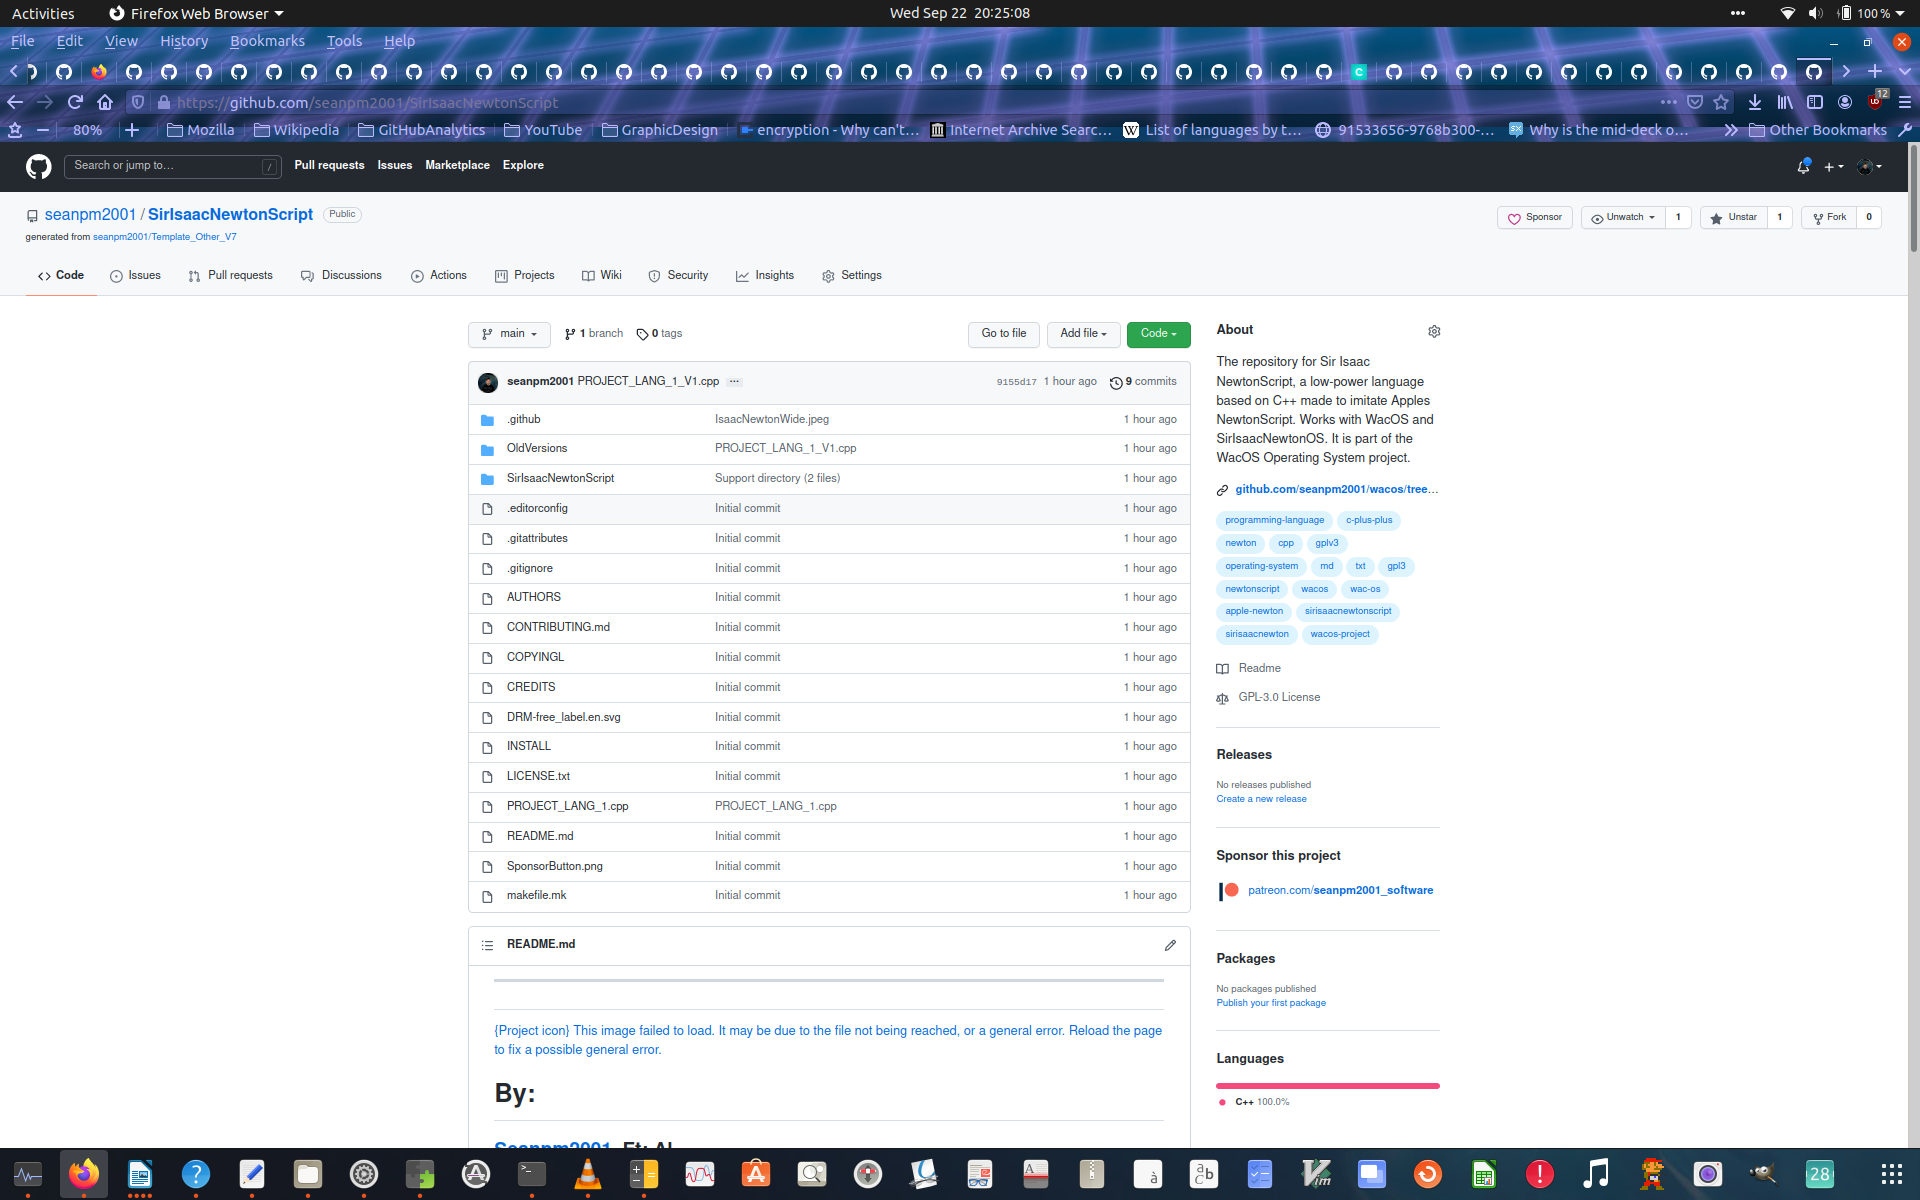 Activities
Firefox Web Browser
Wed Sep 22 20:25:08
100 %
File Edit View History Bookmarks Tools Help
C
https://github.com/seanpm2001/SirIsaacNewtonScript
12
80%
Mozilla
Wikipedia
GitHubAnalytics
YouTube
GraphicDesign
encryption - Why can't…
Internet Archive Searc…
List of languages by t…
91533656-9768b300-…
Why is the mid-deck o…
Other Bookmarks
Search or jump to…
/
Pull requests Issues Marketplace Explore
seanpm2001 / SirIsaacNewtonScript
Public
generated from seanpm2001/Template_Other_V7
Sponsor
Unwatch 1
Unstar 1
Fork 0
Code
Issues
Pull requests
Discussions
Actions
Projects
Wiki
Security
Insights
Settings
main
1 branch
0 tags
Go to file
Add file
Code
seanpm2001 PROJECT_LANG_1_V1.cpp … 9155d17 1 hour ago 9 commits
.github IsaacNewtonWide.jpeg 1 hour ago
OldVersions PROJECT_LANG_1_V1.cpp 1 hour ago
SirIsaacNewtonScript Support directory (2 files) 1 hour ago
.editorconfig Initial commit 1 hour ago
.gitattributes Initial commit 1 hour ago
.gitignore Initial commit 1 hour ago
AUTHORS Initial commit 1 hour ago
CONTRIBUTING.md Initial commit 1 hour ago
COPYINGL Initial commit 1 hour ago
CREDITS Initial commit 1 hour ago
DRM-free_label.en.svg Initial commit 1 hour ago
INSTALL Initial commit 1 hour ago
LICENSE.txt Initial commit 1 hour ago
PROJECT_LANG_1.cpp PROJECT_LANG_1.cpp 1 hour ago
README.md Initial commit 1 hour ago
SponsorButton.png Initial commit 1 hour ago
makefile.mk Initial commit 1 hour ago
README.md
{Project icon} This image failed to load. It may be due to the file not being reached, or a general error. Reload the page
to fix a possible general error.
By:
Seanpm2001, Et; Al
About
The repository for Sir Isaac
NewtonScript, a low-power language
based on C++ made to imitate Apples
NewtonScript. Works with WacOS and
SirIsaacNewtonOS. It is part of the
WacOS Operating System project.
github.com/seanpm2001/wacos/tree…
programming-language c-plus-plus
newton cpp gplv3
operating-system md txt gpl3
newtonscript wacos wac-os
apple-newton sirisaacnewtonscript
sirisaacnewton wacos-project
Readme
GPL-3.0 License
Releases
No releases published
Create a new release
Sponsor this project
patreon.com/seanpm2001_software
Packages
No packages published
Publish your first package
Languages
C++ 100.0%
28